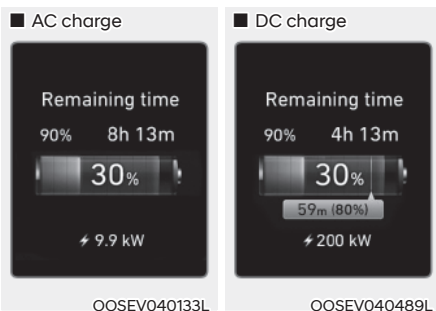 ■ AC charge
Remaining time
90% 8h 13m
30%
9.9 kW
OOSEV040133L
■ DC charge
Remaining time
90% 4h 13m
30%
59m (80%)
200 kW
OOSEV040489L